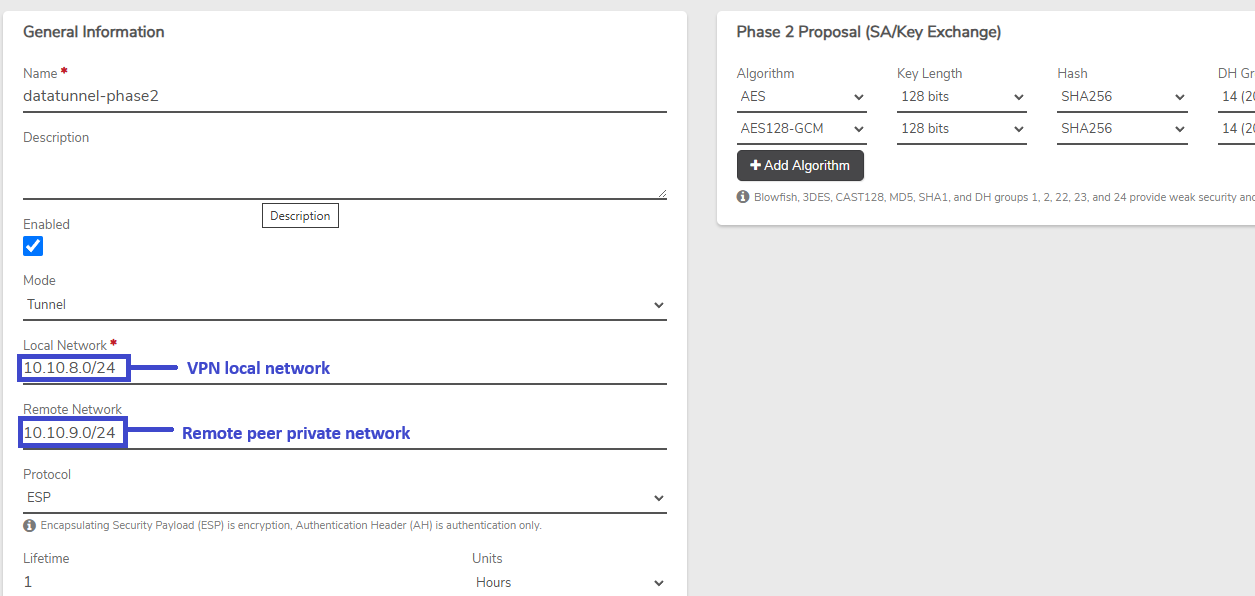 General Information
Name *
datatunnel-phase2
Description
Description
Enabled
Mode
Tunnel
Local Network *
10.10.8.0/24
VPN local network
Remote Network
10.10.9.0/24
Remote peer private network
Protocol
ESP
Encapsulating Security Payload (ESP) is encryption, Authentication Header (AH) is authentication only.
Lifetime Units
1 Hours
Phase 2 Proposal (SA/Key Exchange)
Algorithm Key Length Hash DH Gr
AES 128 bits SHA256 14 (20
AES128-GCM 128 bits SHA256 14 (20
+ Add Algorithm
Blowfish, 3DES, CAST128, MD5, SHA1, and DH groups 1, 2, 22, 23, and 24 provide weak security and